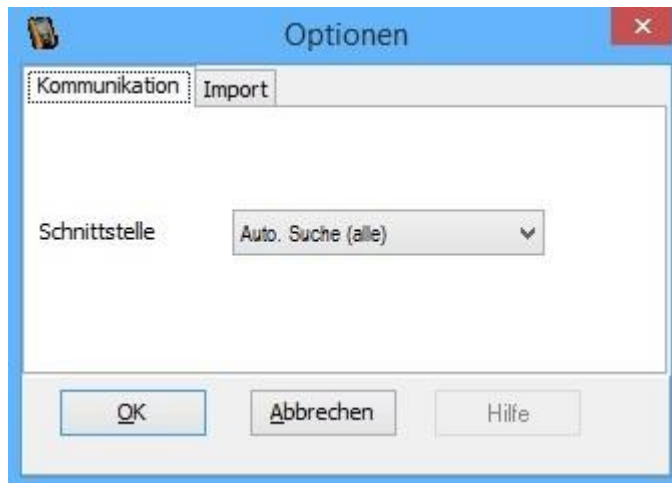 Optionen
Kommunikation Import
Schnittstelle Auto. Suche (alle)
OK Abbrechen Hilfe